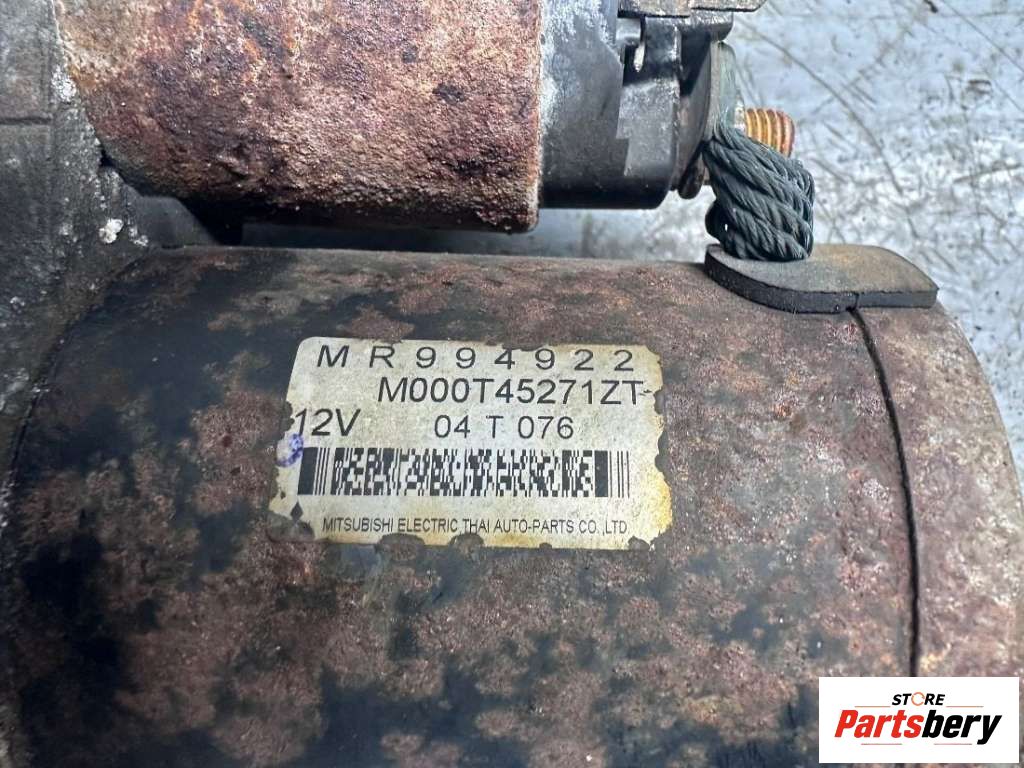 MR994922
M000T45271ZT
12V 04 T 076
MITSUBISHI ELECTRIC THAI AUTO-PARTS CO.,LTD
STORE
Partsbery